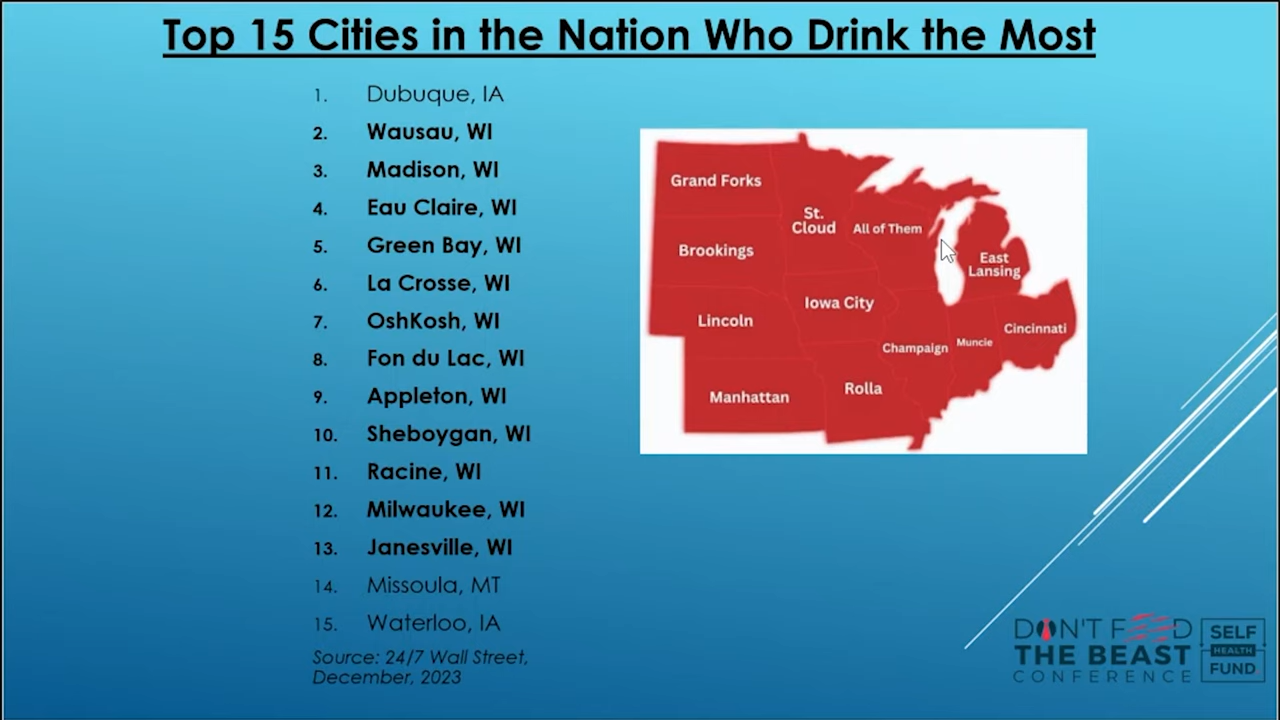 Top 15 Cities in the Nation Who Drink the Most
1. Dubuque, IA
2. Wausau, WI
3. Madison, WI
4. Eau Claire, WI
5. Green Bay, WI
6. La Crosse, WI
7. OshKosh, WI
8. Fon du Lac, WI
9. Appleton, WI
10. Sheboygan, WI
11. Racine, WI
12. Milwaukee, WI
13. Janesville, WI
14. Missoula, MT
15. Waterloo, IA
Source: 24/7 Wall Street,
December, 2023
Grand Forks
St.
Cloud
All of Them
Brookings
East
Lansing
Iowa City
Lincoln
Cincinnati
Muncie
Champaign
Rolla
Manhattan
DON'T FEED
THE BEAST
CONFERENCE
SELF
HEALTH
FUND